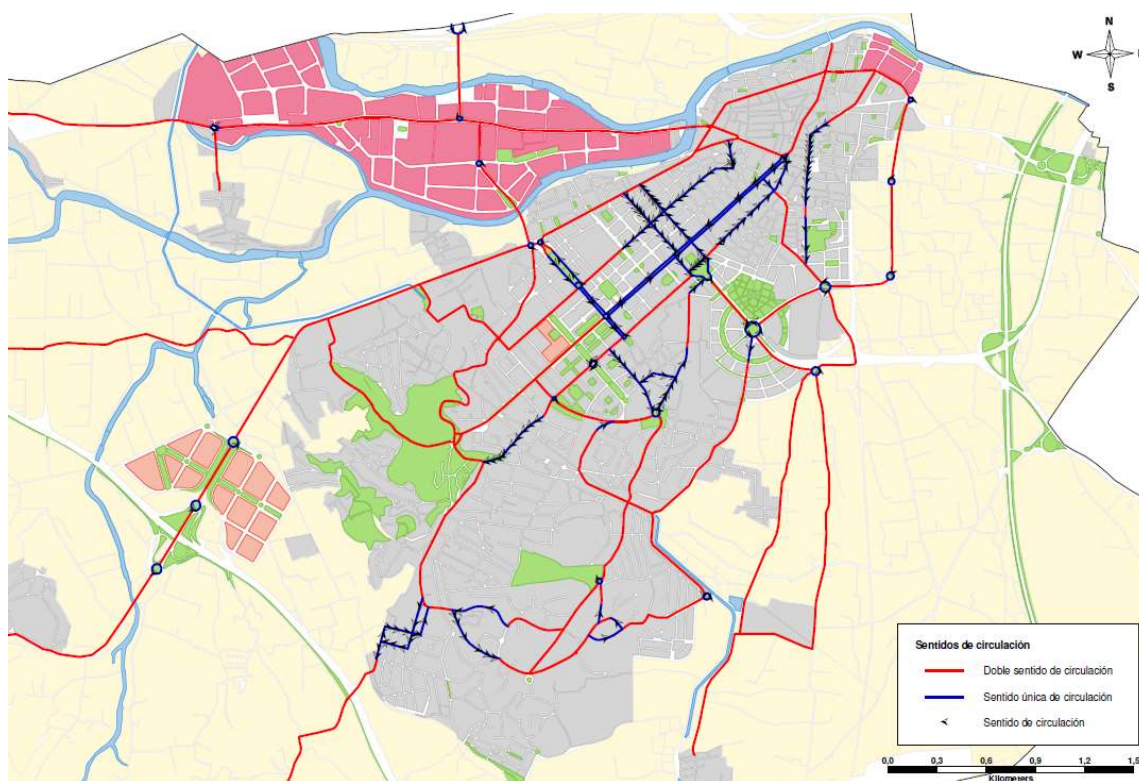 N
W
S
Sentidos de circulación
Doble sentido de circulación
Sentido única de circulación
Sentido de circulación
0,0 0,3 0,6 0,9 1,2 1,5
Kilometers